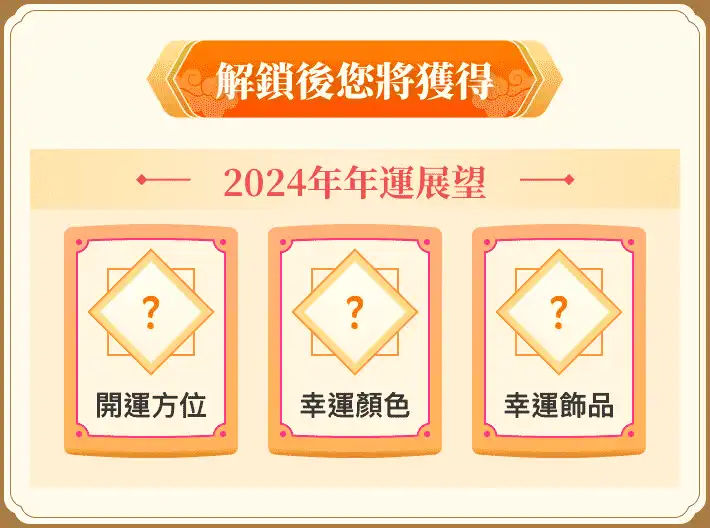 解鎖後您將獲得
2024年年運展望
?
?
?
開運方位
幸運顏色
幸運飾品